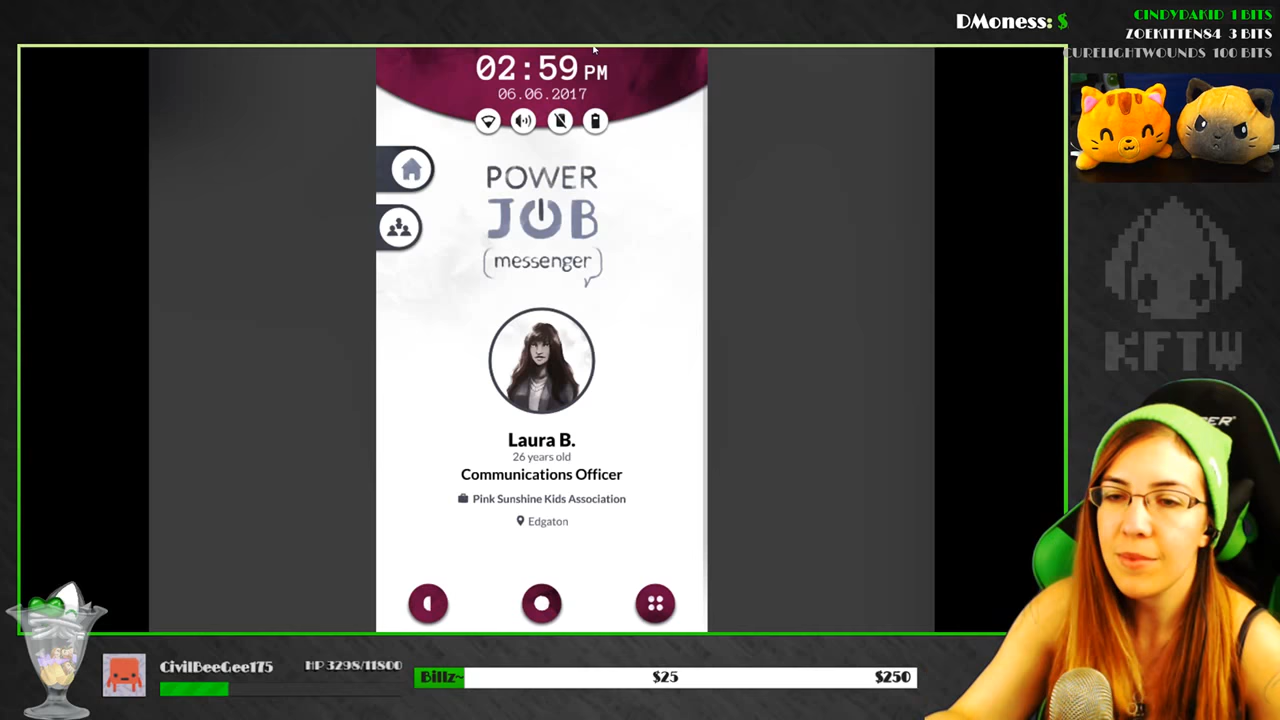 DMoness: $
CINDYDAKID 1 BITS
ZOEKITTENS4 3 BITS
CURELIGHTWOUNDS 100 BITS
02:59 PM
06.06.2017
POWER
JOB
messenger
Laura B.
26 years old
Communications Officer
Pink Sunshine Kids Association
Edgaton
KFTW
CivilBeeGee175
HP 3298/11800
Billz~
$25
$250